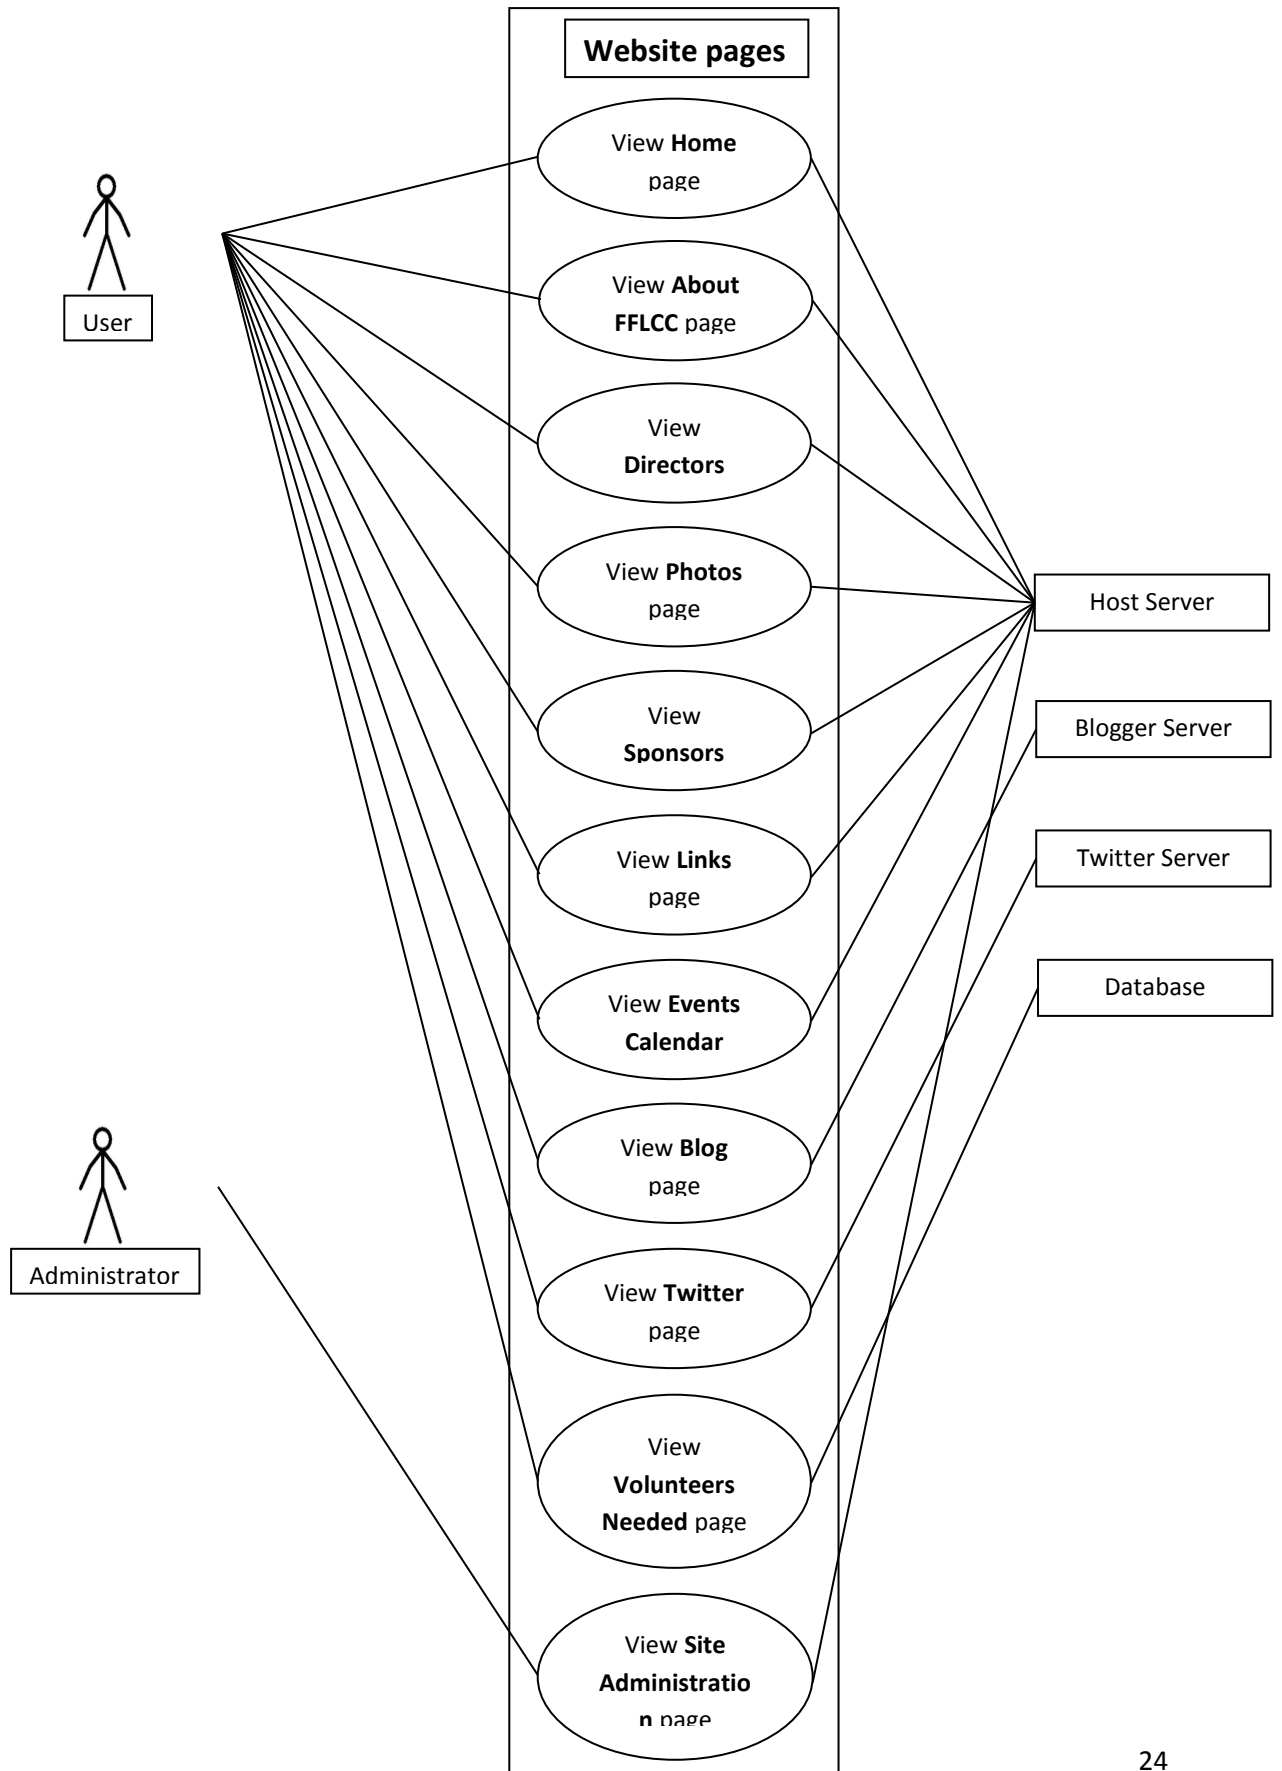 Website pages
View Home
page
User
View About
FFLCC page
View
Directors
View Photos
page
Host Server
View
Sponsors
Blogger Server
View Links
page
Twitter Server
View Events
Calendar
Database
View Blog
page
Administrator
View Twitter
page
View
Volunteers
Needed page
View Site
Administratio
n page
24